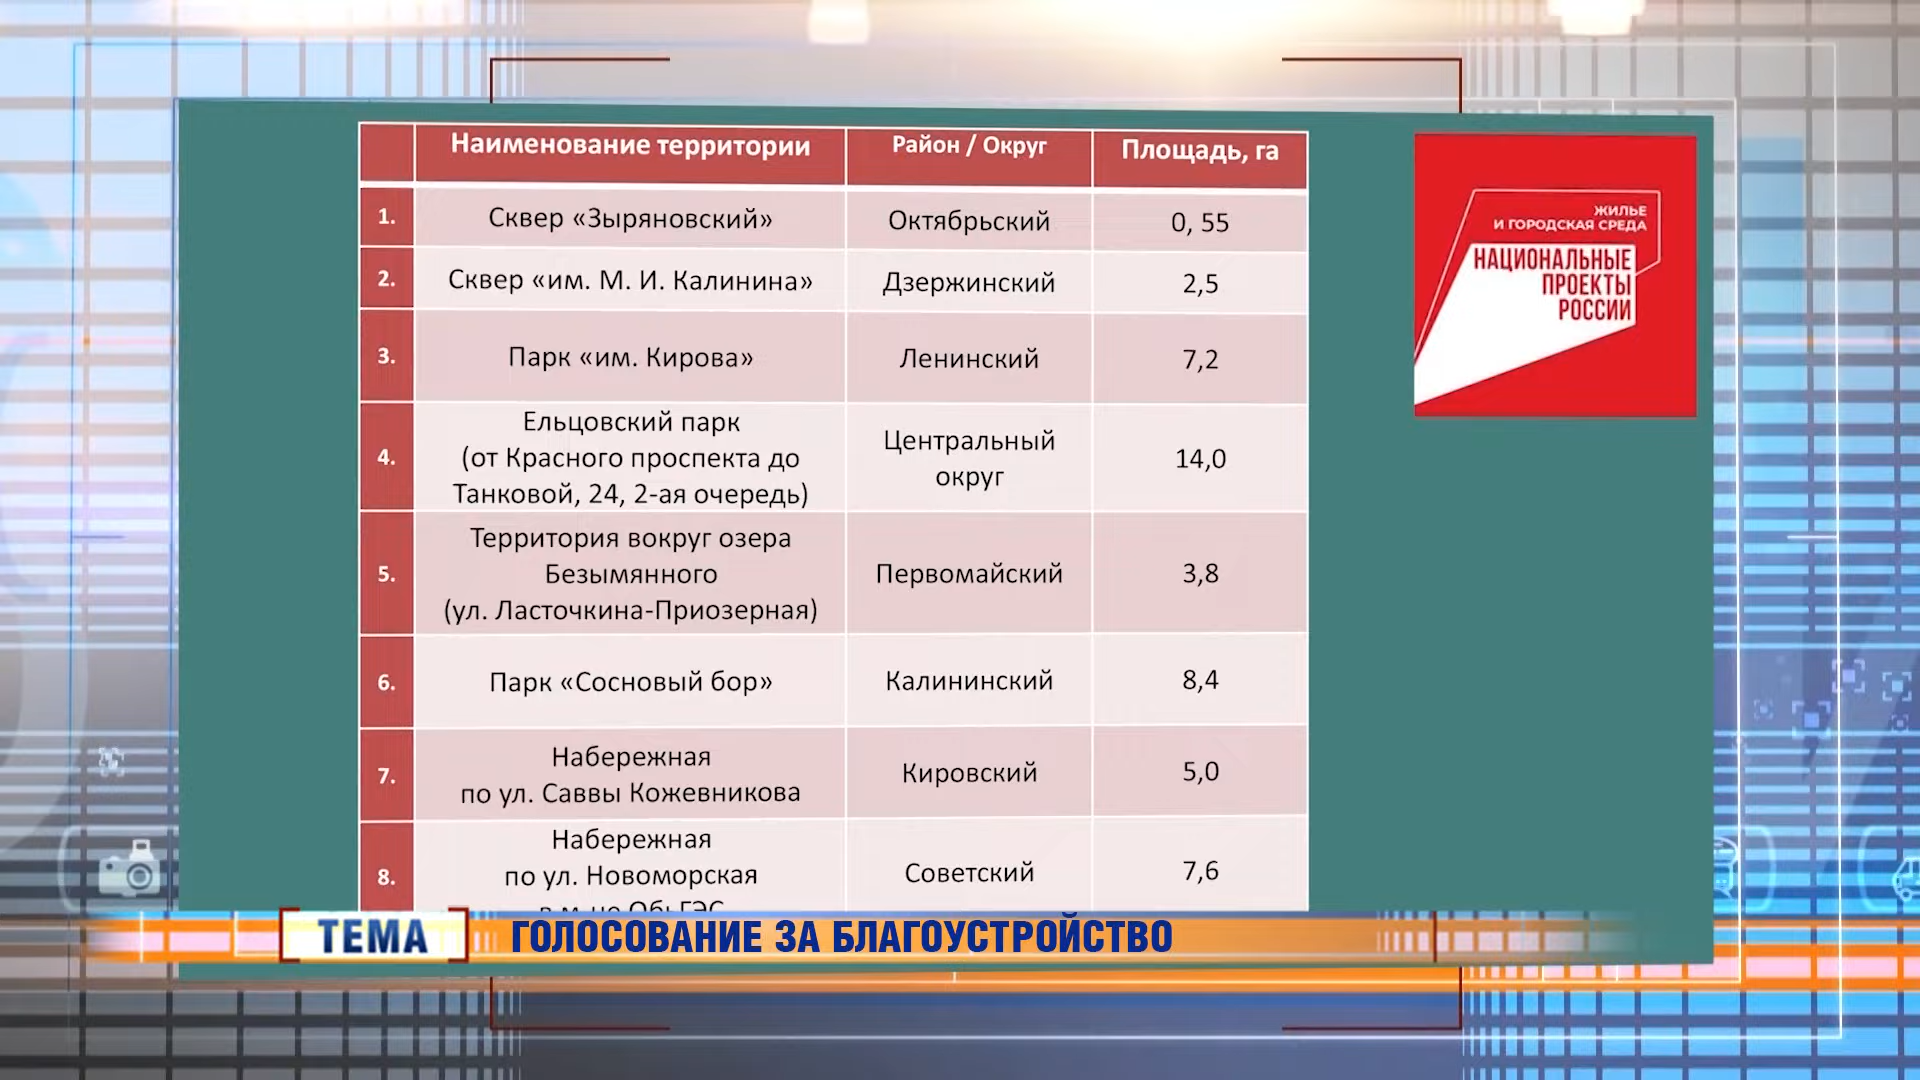 Наименование территории
Район / Округ
Площадь, га
1.
Сквер «Зыряновский»
Октябрьский
0, 55
2.
Сквер «им. М. И. Калинина»
Дзержинский
2,5
3.
Парк «им. Кирова»
Ленинский
7,2
4.
Ельцовский парк
(от Красного проспекта до
Танковой, 24, 2-ая очередь)
Центральный
округ
14,0
5.
Территория вокруг озера
Безымянного
(ул. Ласточкина-Приозерная)
Первомайский
3,8
6.
Парк «Сосновый бор»
Калининский
8,4
7.
Набережная
по ул. Саввы Кожевникова
Кировский
5,0
8.
Набережная
по ул. Новоморская
ОбьГЭС
Советский
7,6
ЖИЛЬЕ
И ГОРОДСКАЯ СРЕДА
НАЦИОНАЛЬНЫЕ
ПРОЕКТЫ
РОССИИ
ТЕМА
ГОЛОСОВАНИЕ ЗА БЛАГОУСТРОЙСТВО